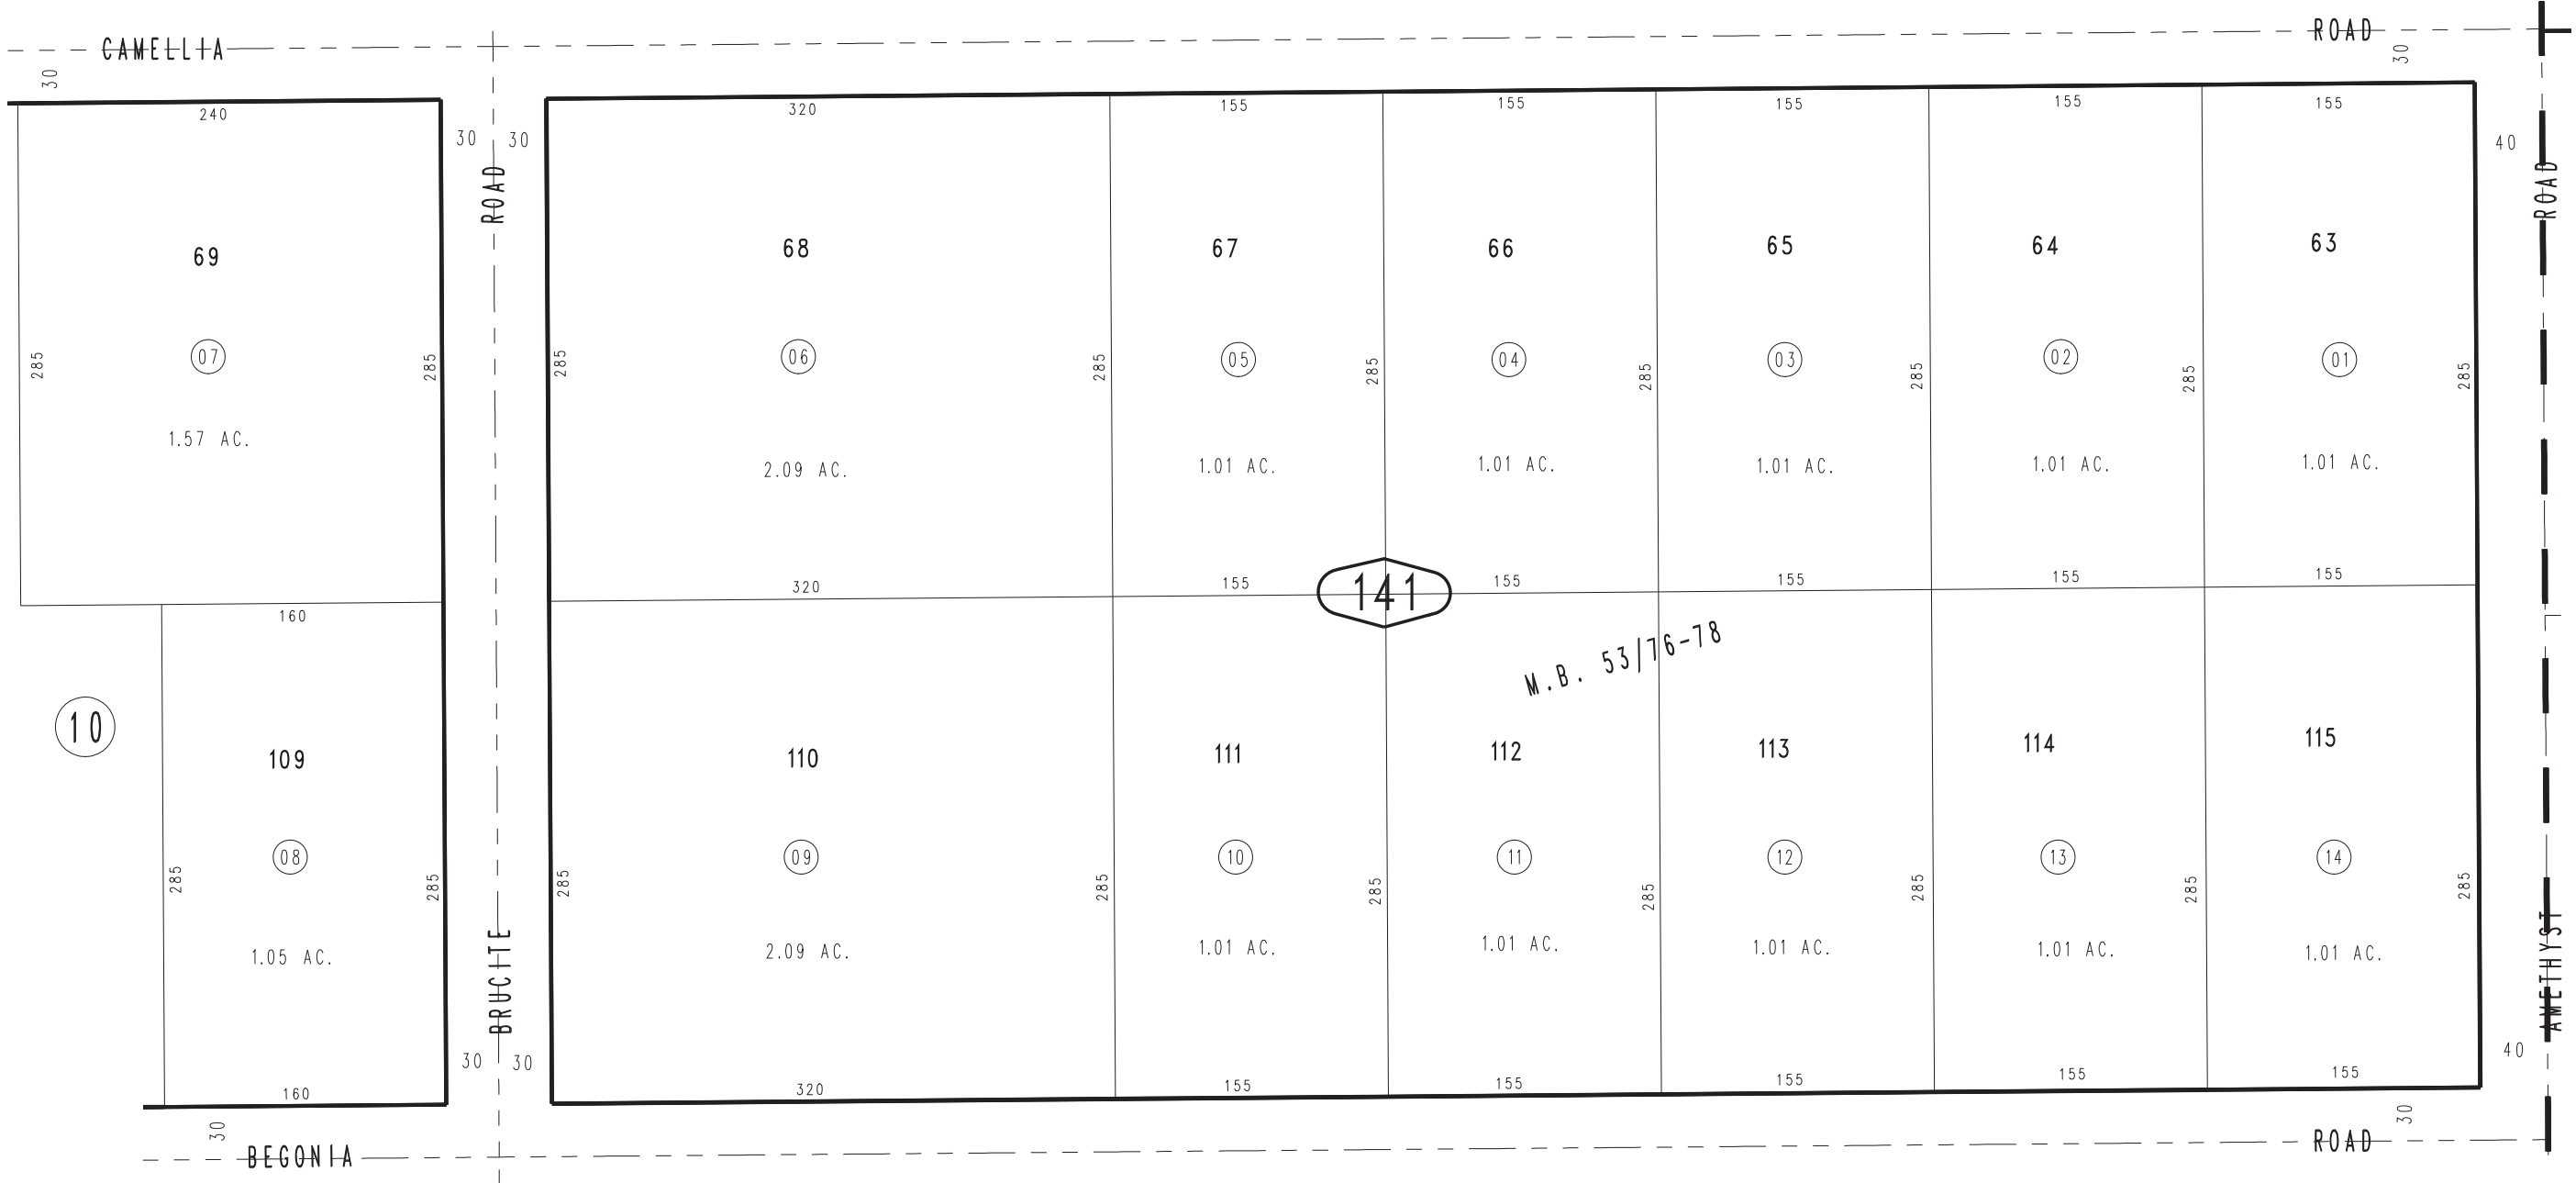 CAMELLIA ROAD
30 30
240 320 155 155 155 155 155
30 30 40
ROAD ROAD
69 68 67 66 65 64 63
07 06 05 04 03 02 01
285 285 285 285 285 285 285 285 285
1.57 AC. 2.09 AC. 1.01 AC. 1.01 AC. 1.01 AC. 1.01 AC. 1.01 AC.
160 320 155 155 155 155 155
141
M.B. 53/76-78
10
109 110 111 112 113 114 115
08 09 10 11 12 13 14
285 285 285 285 285 285 285 285 285
1.05 AC. 2.09 AC. 1.01 AC. 1.01 AC. 1.01 AC. 1.01 AC. 1.01 AC.
BRUCITE AMETHYST
30 30 40
160 320 155 155 155 155 155
30 30
BEGONIA ROAD